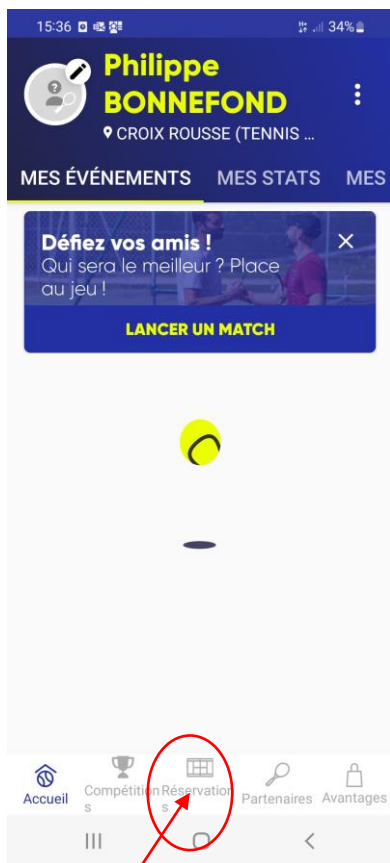 15:36 34%
Philippe
BONNEFOND
CROIX ROUSSE (TENNIS ...
MES ÉVÉNEMENTS MES STATS MES
Défiez vos amis !
Qui sera le meilleur ? Place
au jeu !
LANCER UN MATCH
Accueil Compétition Réservation Partenaires Avantages
s s